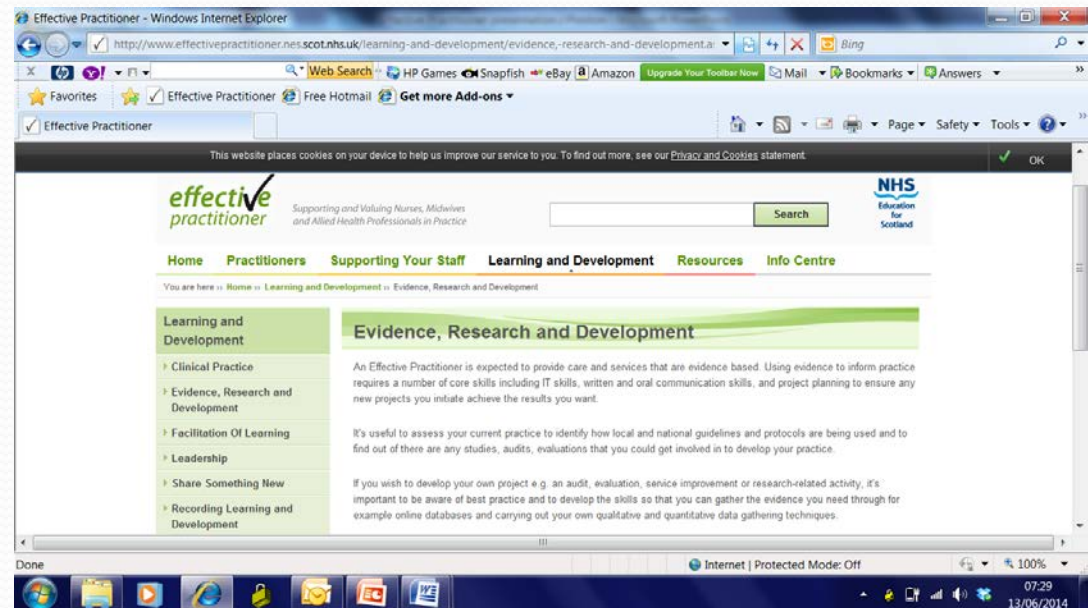 Effective Practitioner - Windows Internet Explorer
http://www.effectivepractitioner.nes.scot.nhs.uk/learning-and-development/evidence,-research-and-development.a
Bing
Web Search HP Games Snapfish eBay Amazon Upgrade Your Toolbar Now Mail Bookmarks Answers
Favorites Effective Practitioner Free Hotmail Get more Add-ons
Effective Practitioner Page Safety Tools
This website places cookies on your device to help us improve our service to you. To find out more, see our Privacy and Cookies statement. OK
effective practitioner
Supporting and Valuing Nurses, Midwives
and Allied Health Professionals in Practice
Search
NHS
Education
for
Scotland
Home Practitioners Supporting Your Staff Learning and Development Resources Info Centre
You are here » Home » Learning and Development » Evidence, Research and Development
Learning and
Development
Clinical Practice
Evidence, Research and
Development
Facilitation Of Learning
Leadership
Share Something New
Recording Learning and
Development
Evidence, Research and Development
An Effective Practitioner is expected to provide care and services that are evidence based. Using evidence to inform practice
requires a number of core skills including IT skills, written and oral communication skills, and project planning to ensure any
new projects you initiate achieve the results you want.
It's useful to assess your current practice to identify how local and national guidelines and protocols are being used and to
find out of there are any studies, audits, evaluations that you could get involved in to develop your practice.
If you wish to develop your own project e.g. an audit, evaluation, service improvement or research-related activity, it's
important to be aware of best practice and to develop the skills so that you can gather the evidence you need through for
example online databases and carrying out your own qualitative and quantitative data gathering techniques.
Done Internet | Protected Mode: Off 100%
07:29
13/06/2014